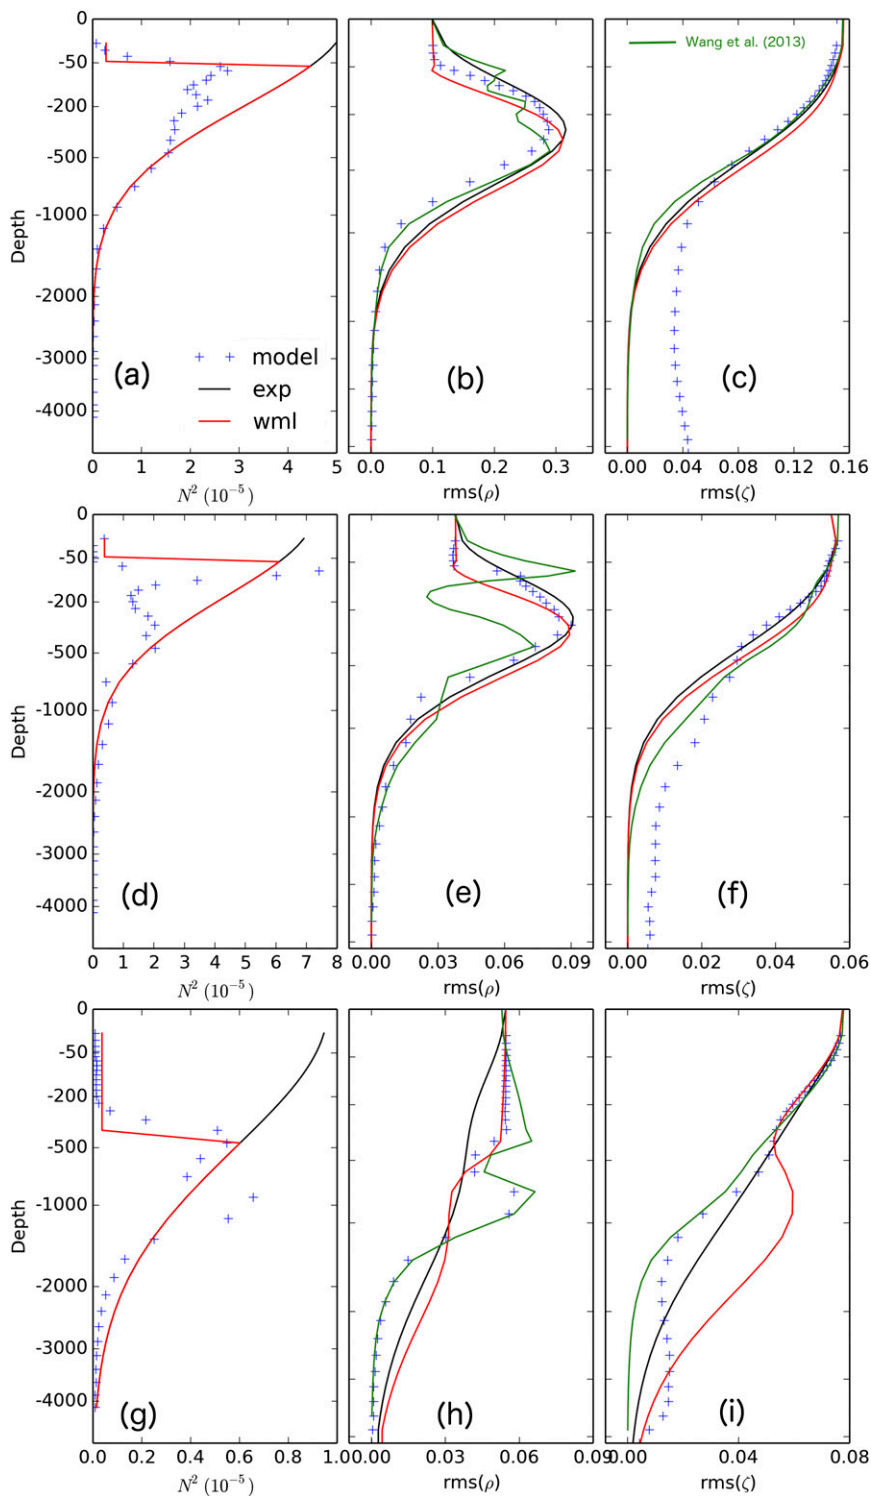 0
-50
-200
-500
-1000
-2000
-3000
-4000
Depth
(a)
model
exp
wml
0 1 2 3 4 5
N² (10⁻⁵)
(b)
0.0 0.1 0.2 0.3
rms(ρ)
Wang et al. (2013)
(c)
0.00 0.04 0.08 0.12 0.16
rms(ζ)
0
-50
-200
-500
-1000
-2000
-3000
-4000
Depth
(d)
0 1 2 3 4 5 6 7 8
N² (10⁻⁵)
(e)
0.00 0.03 0.06 0.09
rms(ρ)
(f)
0.00 0.02 0.04 0.06
rms(ζ)
0
-50
-200
-500
-1000
-2000
-3000
-4000
Depth
(g)
0.0 0.2 0.4 0.6 0.8 1.0
N² (10⁻⁵)
(h)
0.00 0.03 0.06 0.09
rms(ρ)
(i)
0.00 0.04 0.08
rms(ζ)